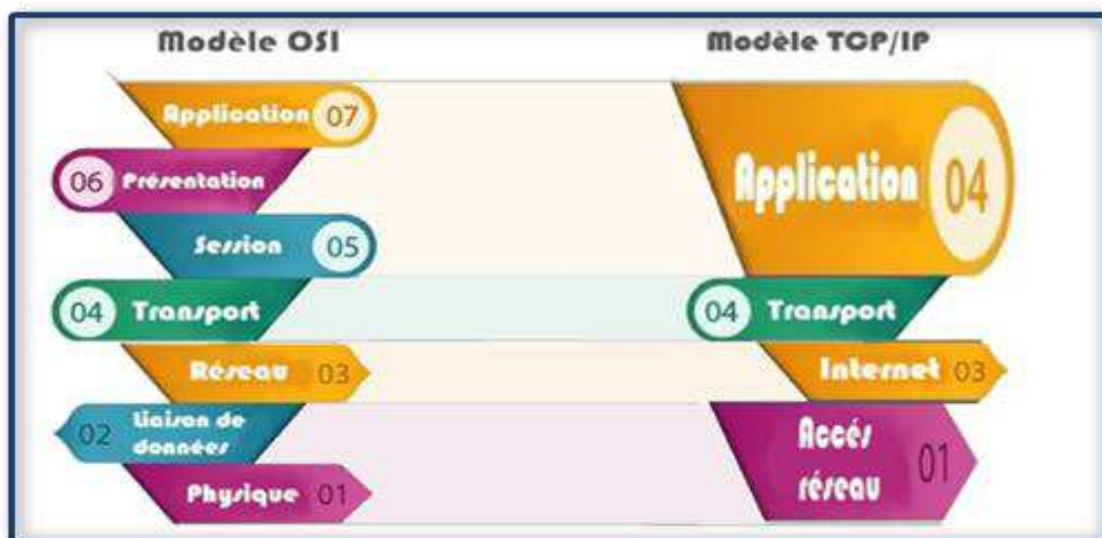 Modèle OSI
Modèle TCP/IP
Application 07
06 Présentation
Session 05
04 Transport
Réseau 03
02 Liaison de
données
Physique 01
Application 04
04 Transport
Internet 03
Accés
réseau 01